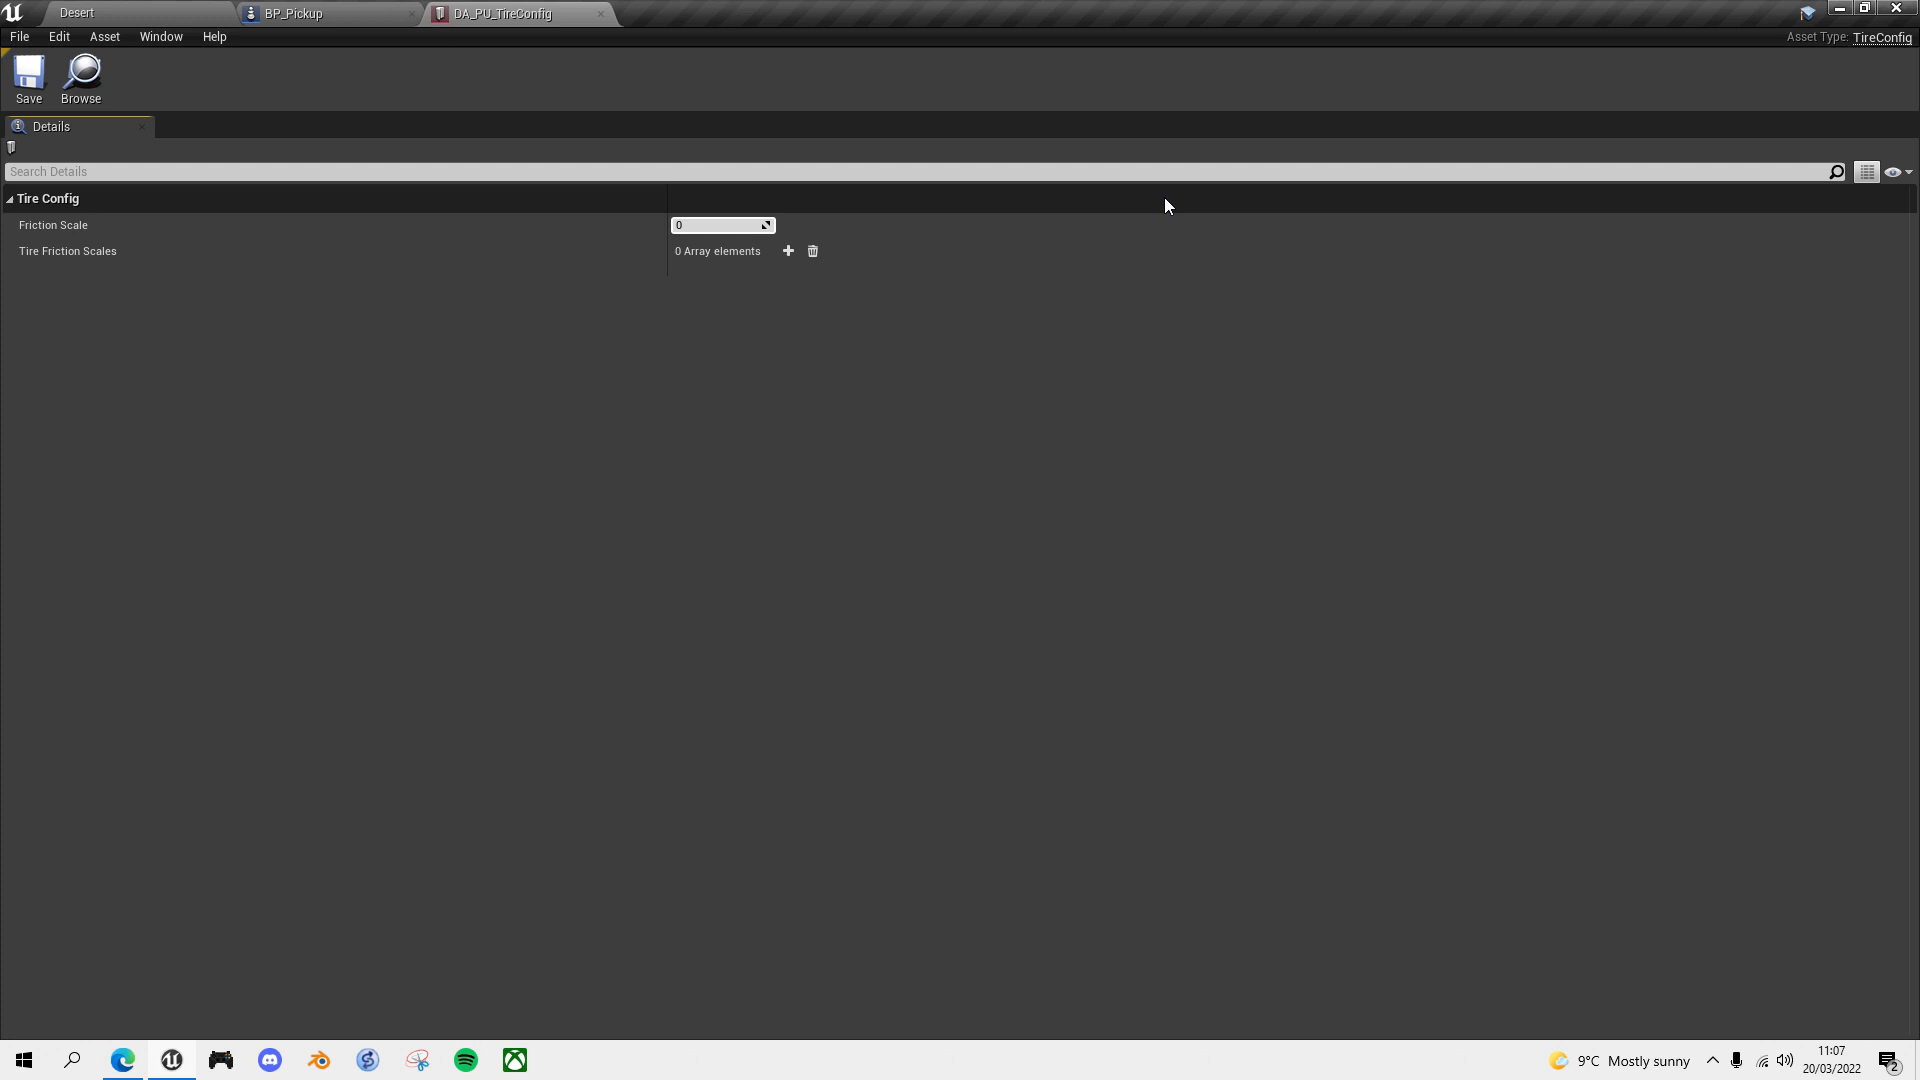 Desert
BP_Pickup
DA_PU_TireConfig
File
Edit
Asset
Window
Help
Asset Type: TireConfig
Save
Browse
Details
Search Details
Tire Config
Friction Scale
0
Tire Friction Scales
0 Array elements
9°C Mostly sunny
11:07
20/03/2022
2